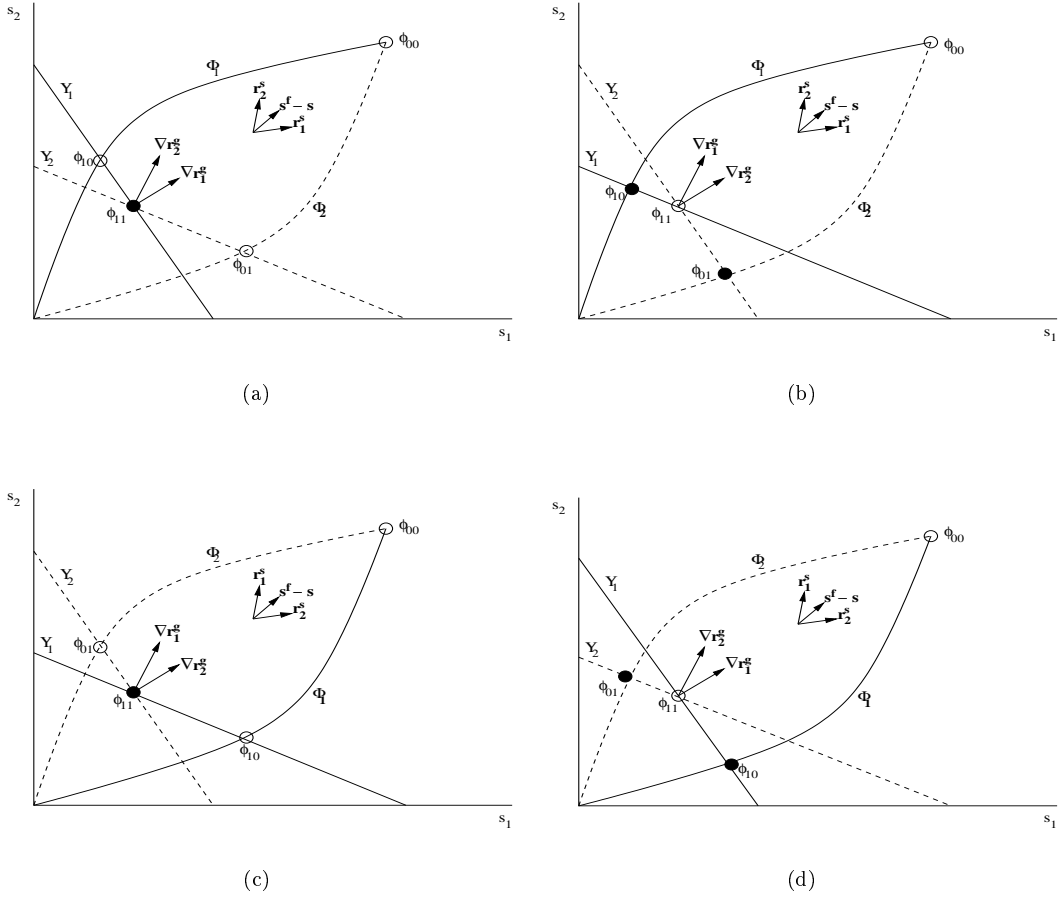 s₂
Φ₁
ϕ₀₀
Y₁
r₂ˢ
sᶠ − s
r₁ˢ
∇r₂ᵍ
Y₂
ϕ₁₀
∇r₁ᵍ
ϕ₁₁
Φ₂
ϕ₀₁
s₁
(a)
s₂
Φ₁
ϕ₀₀
Y₂
r₂ˢ
sᶠ − s
r₁ˢ
∇r₁ᵍ
Y₁
∇r₂ᵍ
ϕ₁₀
ϕ₁₁
Φ₂
ϕ₀₁
s₁
(b)
s₂
ϕ₀₀
Φ₂
Y₂
r₁ˢ
sᶠ − s
r₂ˢ
∇r₁ᵍ
Y₁
ϕ₀₁
∇r₂ᵍ
ϕ₁₁
Φ₁
ϕ₁₀
s₁
(c)
s₂
ϕ₀₀
Φ₂
Y₁
r₁ˢ
sᶠ − s
r₂ˢ
∇r₂ᵍ
Y₂
∇r₁ᵍ
ϕ₀₁
ϕ₁₁
Φ₁
ϕ₁₀
s₁
(d)